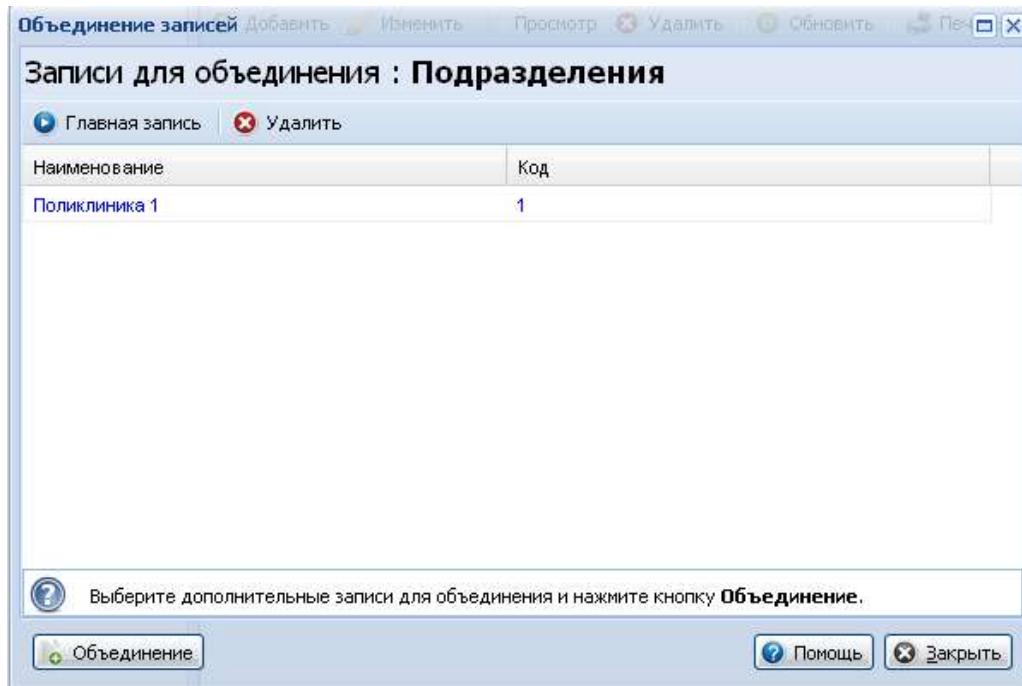 Объединение записей Добавить Изменить Просмотр Удалить Обновить
Записи для объединения : Подразделения
Главная запись Удалить
Наименование Код
Поликлиника 1 1
Выберите дополнительные записи для объединения и нажмите кнопку Объединение.
Объединение Помощь Закрыть